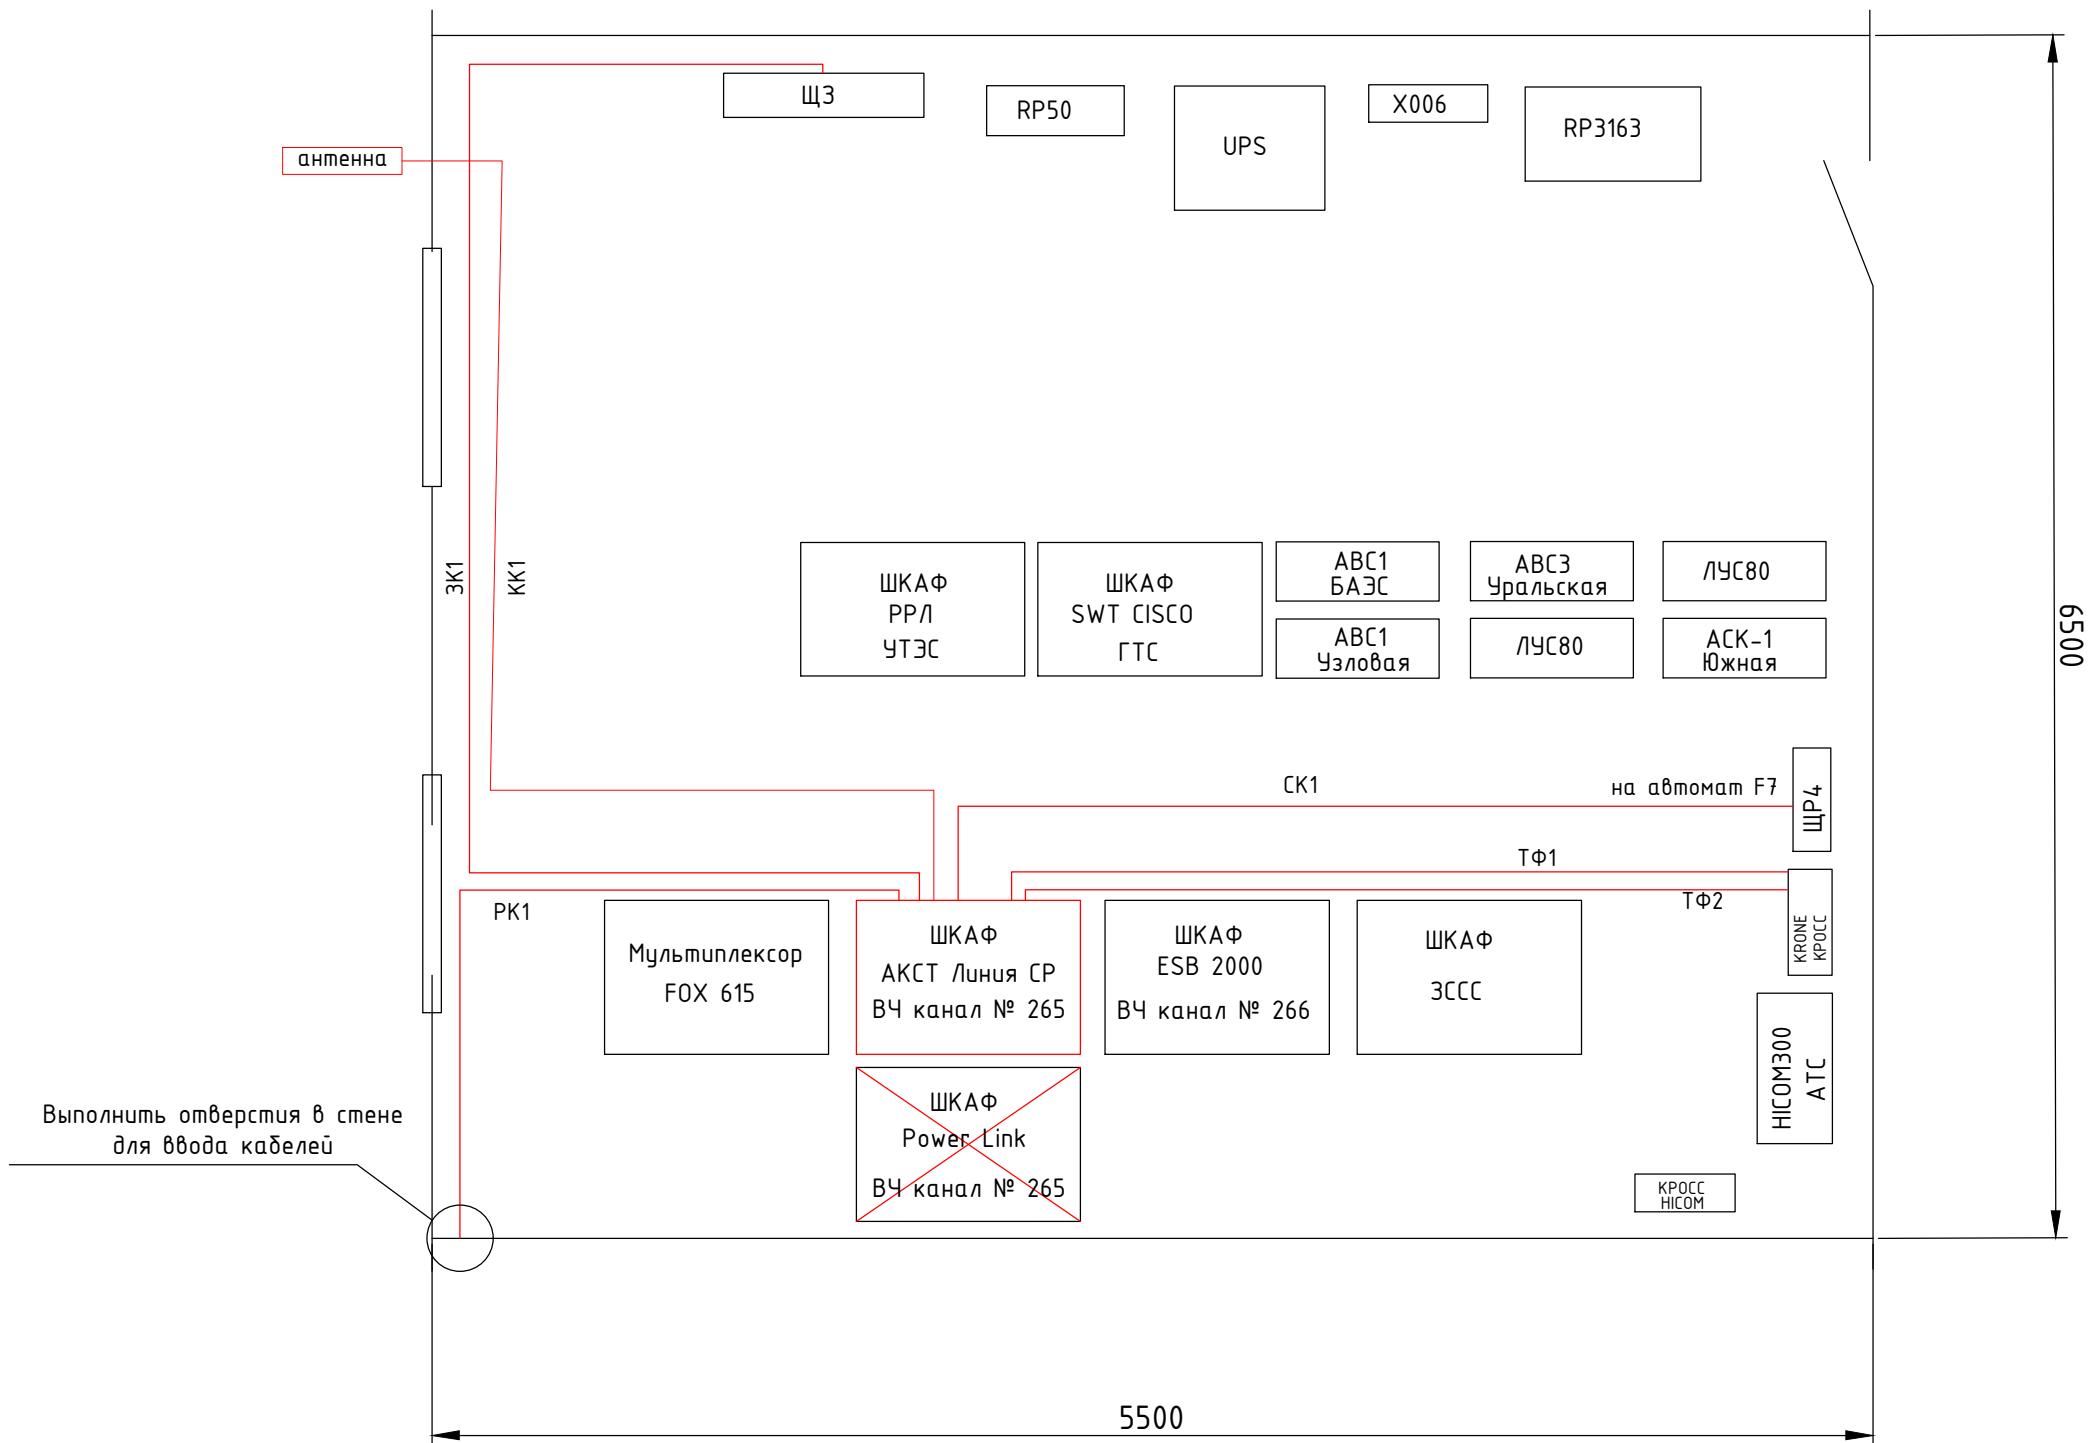 ЩЗ
RP50
UPS
X006
RP3163
антенна
ЗК1
КК1
ШКАФ
РРЛ
УТЭС
ШКАФ
SWT CISCO
ГТС
АВС1
БАЭС
АВС3
Уральская
ЛУС80
АВС1
Узловая
ЛУС80
АСК-1
Южная
6500
СК1
на автомат F7
ЩР4
ТФ1
ТФ2
РК1
KRONE
КРОСС
Мультиплексор
FOX 615
ШКАФ
АКСТ Линия СР
ВЧ канал № 265
ШКАФ
ESB 2000
ВЧ канал № 266
ШКАФ
ЗССС
HICOM300
АТС
Выполнить отверстия в стене
для ввода кабелей
ШКАФ
Power Link
ВЧ канал № 265
КРОСС
HICOM
5500